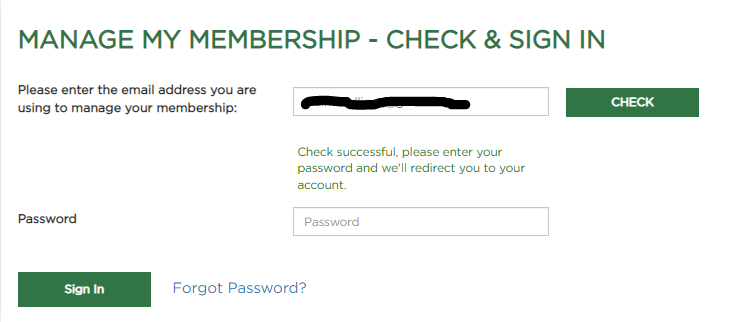 MANAGE MY MEMBERSHIP - CHECK & SIGN IN
Please enter the email address you are
using to manage your membership:
CHECK
Check successful, please enter your
password and we'll redirect you to your
account.
Password
Password
Sign In
Forgot Password?